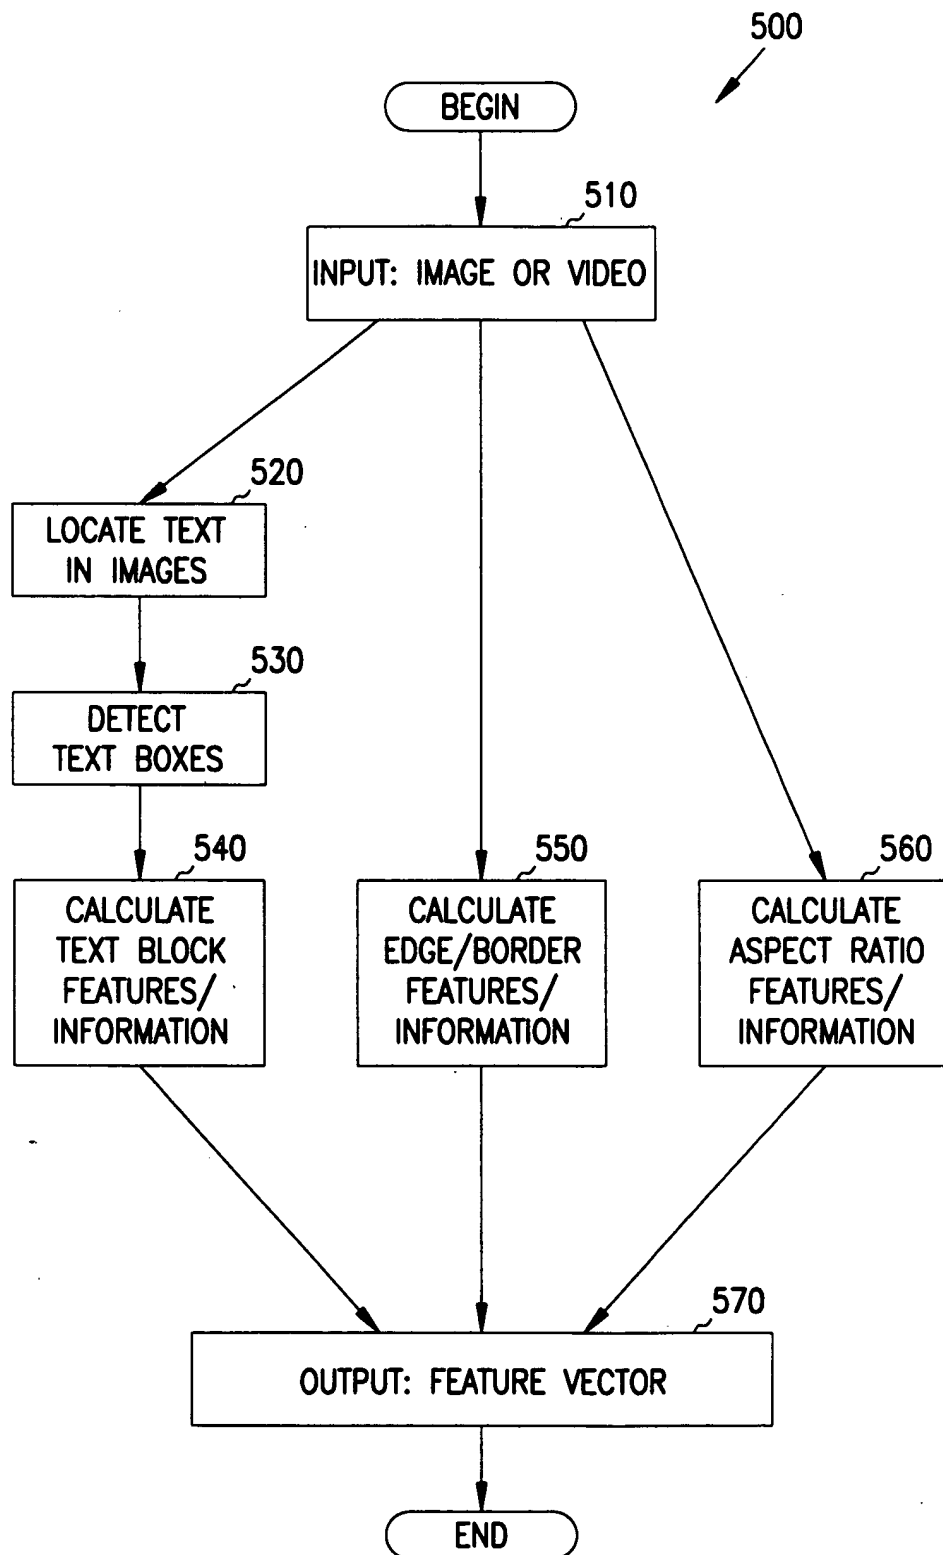 500
BEGIN
510
INPUT: IMAGE OR VIDEO
520
LOCATE TEXT
IN IMAGES
530
DETECT
TEXT BOXES
540
CALCULATE
TEXT BLOCK
FEATURES/
INFORMATION
550
CALCULATE
EDGE/BORDER
FEATURES/
INFORMATION
560
CALCULATE
ASPECT RATIO
FEATURES/
INFORMATION
570
OUTPUT: FEATURE VECTOR
END